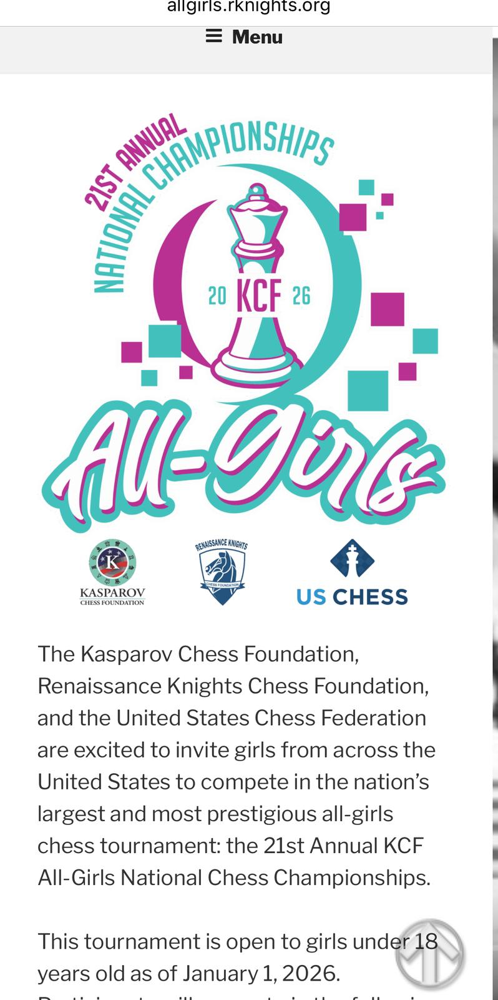 allgirls.rknights.org
Menu
21ST ANNUAL
NATIONAL CHAMPIONSHIPS
20 KCF 26
All-Girls
K
KASPAROV
CHESS FOUNDATION
RENAISSANCE KNIGHTS
CHESS FOUNDATION
US CHESS
The Kasparov Chess Foundation,
Renaissance Knights Chess Foundation,
and the United States Chess Federation
are excited to invite girls from across the
United States to compete in the nation’s
largest and most prestigious all-girls
chess tournament: the 21st Annual KCF
All-Girls National Chess Championships.
This tournament is open to girls under 18
years old as of January 1, 2026.